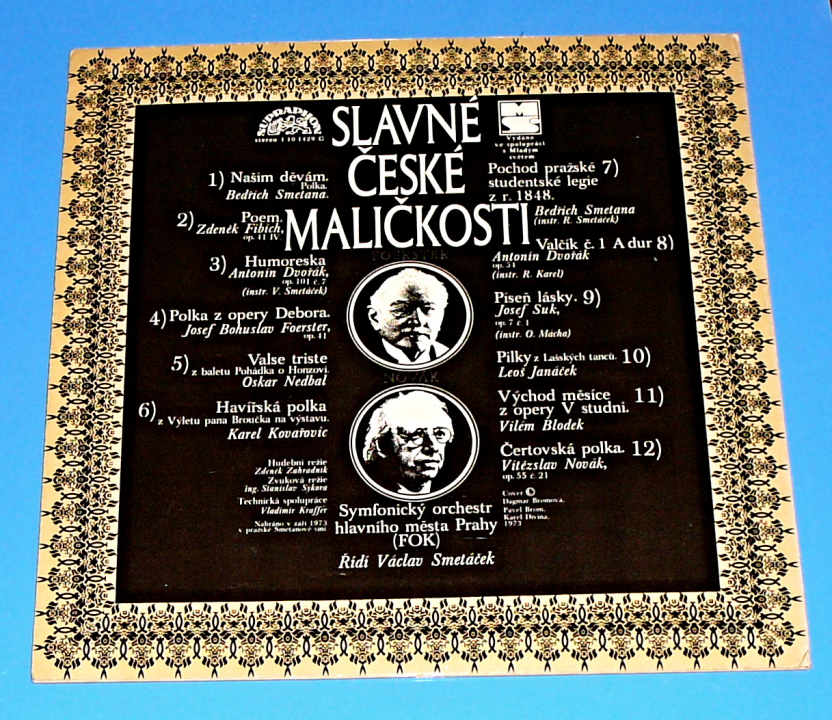 SUPRAPHON
stereo 1 10 1429 G
SLAVNÉ
ČESKÉ
MALIČKOSTI
MS
Vydáno
ve spolupráci
s Mladým
světem
1) Našim děvám.
Polka.
Bedřich Smetana.
2) Poem.
Zdeněk Fibich,
op. 41 IV
3) Humoreska
Antonín Dvořák,
op. 101 č. 7
(instr. V. Smetáček)
4) Polka z opery Debora.
Josef Bohuslav Foerster,
op. 41
5) Valse triste
z baletu Pohádka o Honzovi.
Oskar Nedbal
6) Havířská polka
z Výletu pana Broučka na výstavu.
Karel Kovařovic
Hudební režie
Zdeněk Zahradník
Zvuková režie
ing. Stanislav Sýkora
Technická spolupráce
Vladimír Kraffer
Nahráno v září 1973
v pražské Smetanově síni
FOERSTER
NOVÁK
Symfonický orchestr
hlavního města Prahy
(FOK)
Řídí Václav Smetáček
Pochod pražské 7)
studentské legie
z r. 1848.
Bedřich Smetana
(instr. R. Smetáček)
Valčík č. 1 A dur 8)
Antonín Dvořák
op. 54
(instr. R. Karel)
Píseň lásky. 9)
Josef Suk,
op. 7 č. 1
(instr. O. Mácha)
Pilky z Lašských tanců. 10)
Leoš Janáček
Východ měsíce 11)
z opery V studni.
Vilém Blodek
Čertovská polka. 12)
Vítězslav Novák,
op. 55 č. 21
Cover ©
Dagmar Bromová,
Pavel Brom,
Karel Divina.
1973